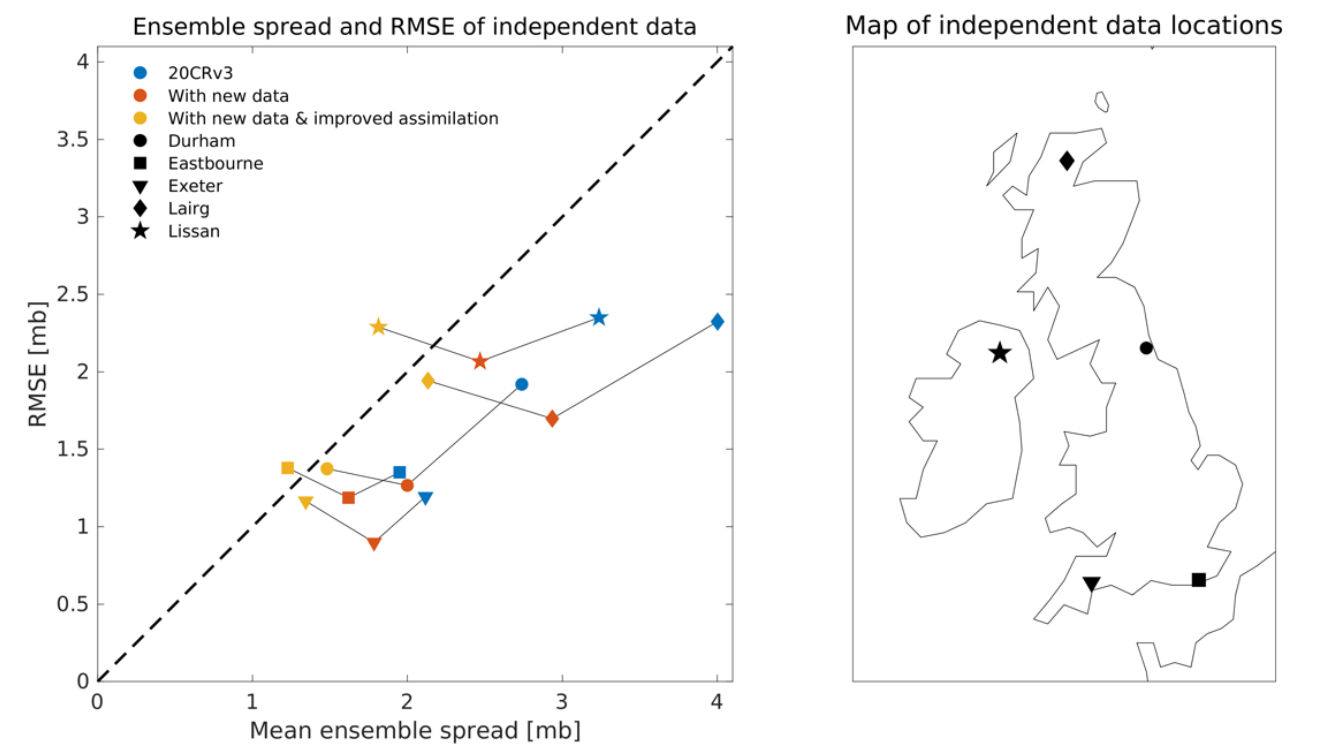 Ensemble spread and RMSE of independent data
4
3.5
3
2.5
2
1.5
1
0.5
0
RMSE [mb]
20CRv3
With new data
With new data & improved assimilation
Durham
Eastbourne
Exeter
Lairg
Lissan
0 1 2 3 4
Mean ensemble spread [mb]
Map of independent data locations